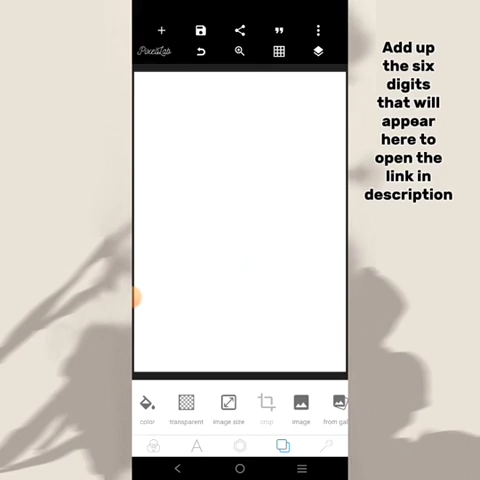 PixelLab
Add up
the six
digits
that will
appear
here to
open the
link in
description
color
transparent
image size
crop
image
from gal